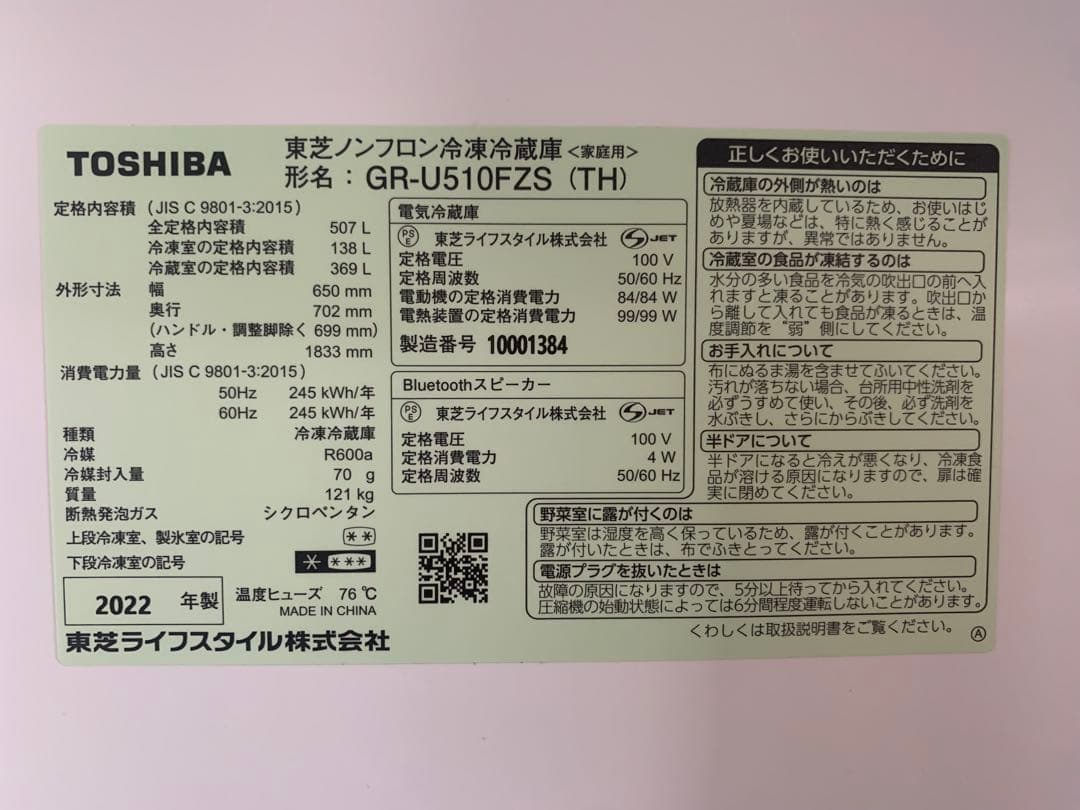 TOSHIBA
東芝ノンフロン冷凍冷蔵庫<家庭用>
形名：GR-U510FZS (TH)
定格内容積 (JIS C 9801-3:2015)
全定格内容積 507 L
冷凍室の定格内容積 138 L
冷蔵室の定格内容積 369 L
外形寸法 幅 650 mm
奥行 702 mm
(ハンドル・調整脚除く 699 mm)
高さ 1833 mm
消費電力量 (JIS C 9801-3:2015)
50Hz 245 kWh/年
60Hz 245 kWh/年
種類 冷凍冷蔵庫
冷媒 R600a
冷媒封入量 70 g
質量 121 kg
断熱発泡ガス シクロペンタン
上段冷凍室、製氷室の記号 **
下段冷凍室の記号 * ***
2022 年製
温度ヒューズ 76℃
MADE IN CHINA
東芝ライフスタイル株式会社
電気冷蔵庫
PSE 東芝ライフスタイル株式会社 S JET
定格電圧 100 V
定格周波数 50/60 Hz
電動機の定格消費電力 84/84 W
電熱装置の定格消費電力 99/99 W
製造番号 10001384
Bluetoothスピーカー
PSE 東芝ライフスタイル株式会社 S JET
定格電圧 100 V
定格消費電力 4 W
定格周波数 50/60 Hz
正しくお使いいただくために
冷蔵庫の外側が熱いのは
放熱器を内蔵しているため、お使いはじ
めや夏場などは、特に熱く感じることが
ありますが、異常ではありません。
冷蔵室の食品が凍結するのは
水分の多い食品を冷気の吹出口の前へ入
れますと凍ることがあります。吹出口か
ら離して入れても食品が凍るときは、温
度調節を“弱”側にしてください。
お手入れについて
布にぬるま湯を含ませてふいてください。
汚れが落ちない場合、台所用中性洗剤を
必ずうすめて使い、その後、必ず洗剤を
水ぶきし、さらにからぶきしてください。
半ドアについて
半ドアになると冷えが悪くなり、冷凍食
品が溶ける原因になりますので、扉は確
実に閉めてください。
野菜室に露が付くのは
野菜室は湿度を高く保っているため、露が付くことがあります。
露が付いたときは、布でふきとってください。
電源プラグを抜いたときは
故障の原因になりますので、5分以上待ってから入れてください。
圧縮機の始動状態によっては6分間程度運転しないことがあります。
くわしくは取扱説明書をご覧ください。 A